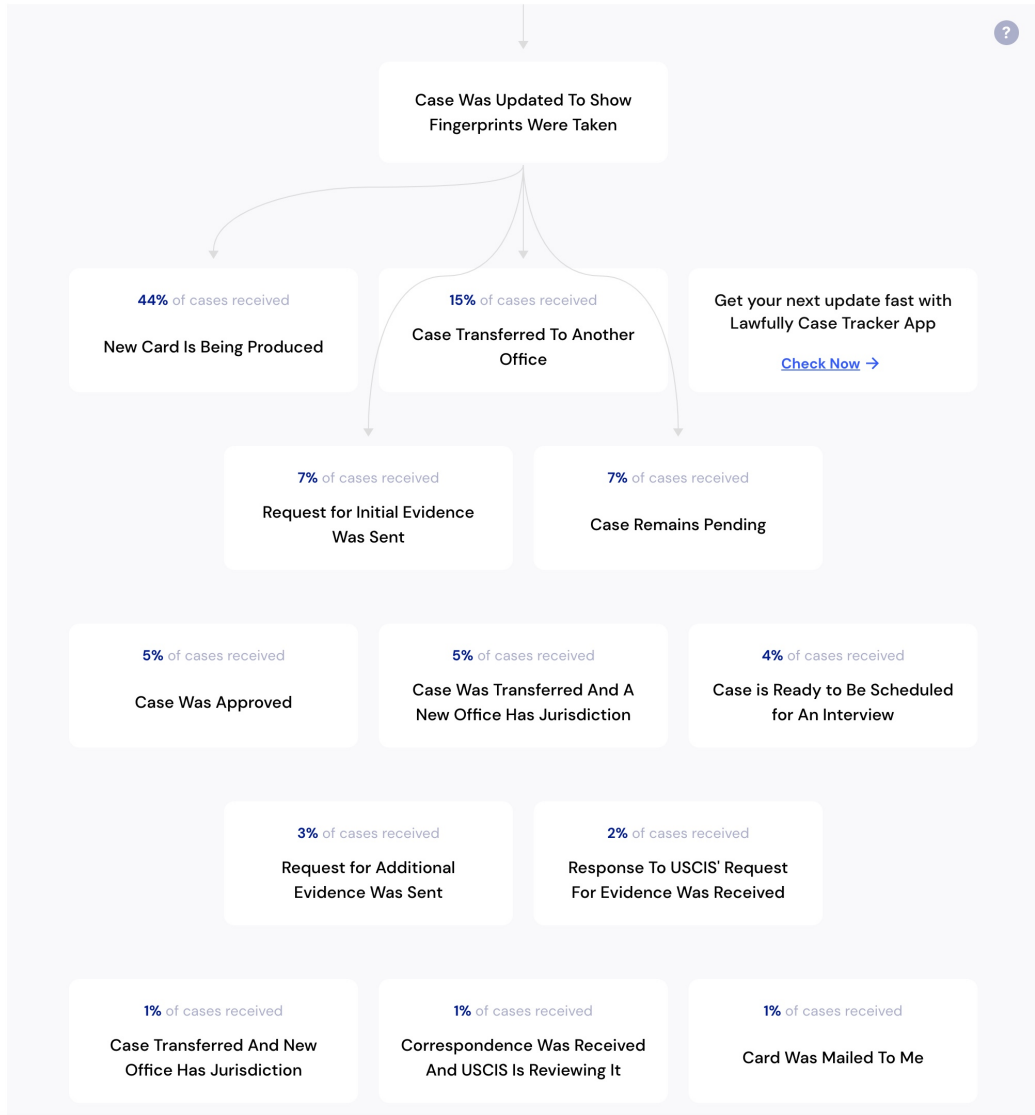 ?
Case Was Updated To Show
Fingerprints Were Taken
44% of cases received
New Card Is Being Produced
15% of cases received
Case Transferred To Another
Office
Get your next update fast with
Lawfully Case Tracker App
Check Now →
7% of cases received
Request for Initial Evidence
Was Sent
7% of cases received
Case Remains Pending
5% of cases received
Case Was Approved
5% of cases received
Case Was Transferred And A
New Office Has Jurisdiction
4% of cases received
Case is Ready to Be Scheduled
for An Interview
3% of cases received
Request for Additional
Evidence Was Sent
2% of cases received
Response To USCIS' Request
For Evidence Was Received
1% of cases received
Case Transferred And New
Office Has Jurisdiction
1% of cases received
Correspondence Was Received
And USCIS Is Reviewing It
1% of cases received
Card Was Mailed To Me